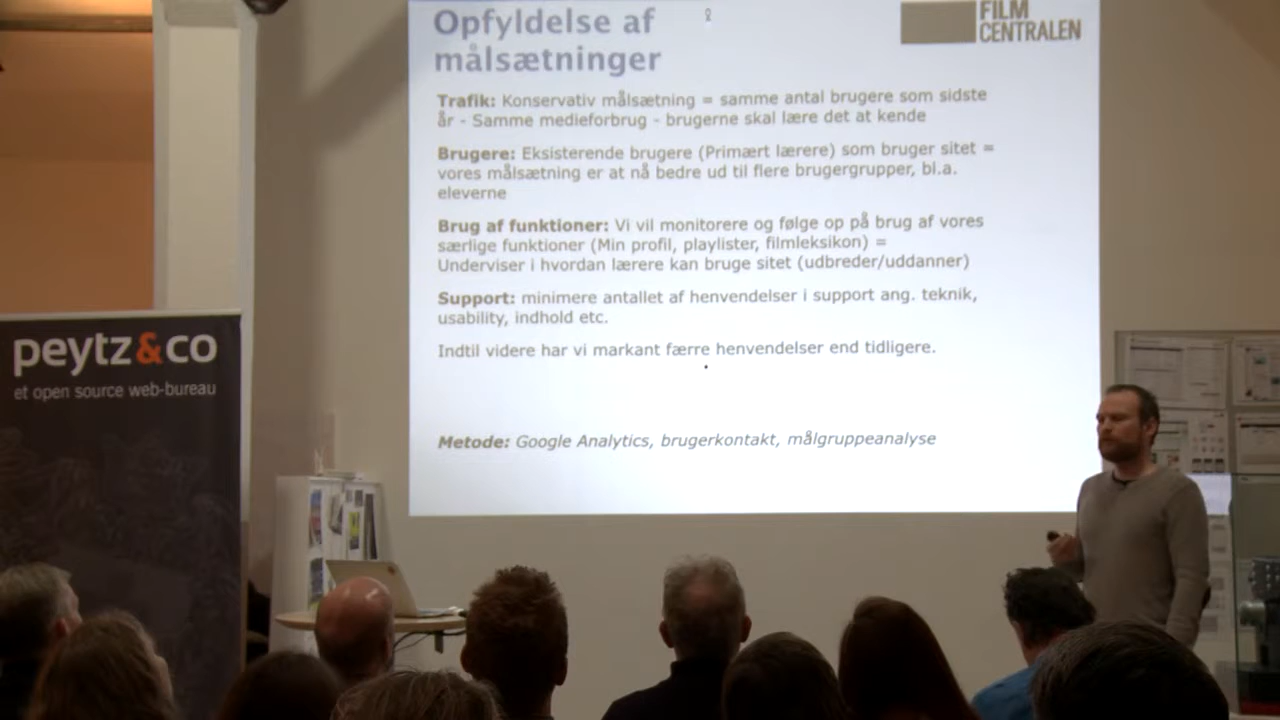 Opfyldelse af
målsætninger
FILM
CENTRALEN
Trafik: Konservativ målsætning = samme antal brugere som sidste
år - Samme medieforbrug - brugerne skal lære det at kende
Brugere: Eksisterende brugere (Primært lærere) som bruger sitet =
vores målsætning er at nå bedre ud til flere brugergrupper, bl.a.
eleverne
Brug af funktioner: Vi vil monitorere og følge op på brug af vores
særlige funktioner (Min profil, playlister, filmleksikon) =
Underviser i hvordan lærere kan bruge sitet (udbreder/uddanner)
Support: minimere antallet af henvendelser i support ang. teknik,
usability, indhold etc.
Indtil videre har vi markant færre henvendelser end tidligere.
Metode: Google Analytics, brugerkontakt, målgruppeanalyse
peytz&co
et open source web-bureau